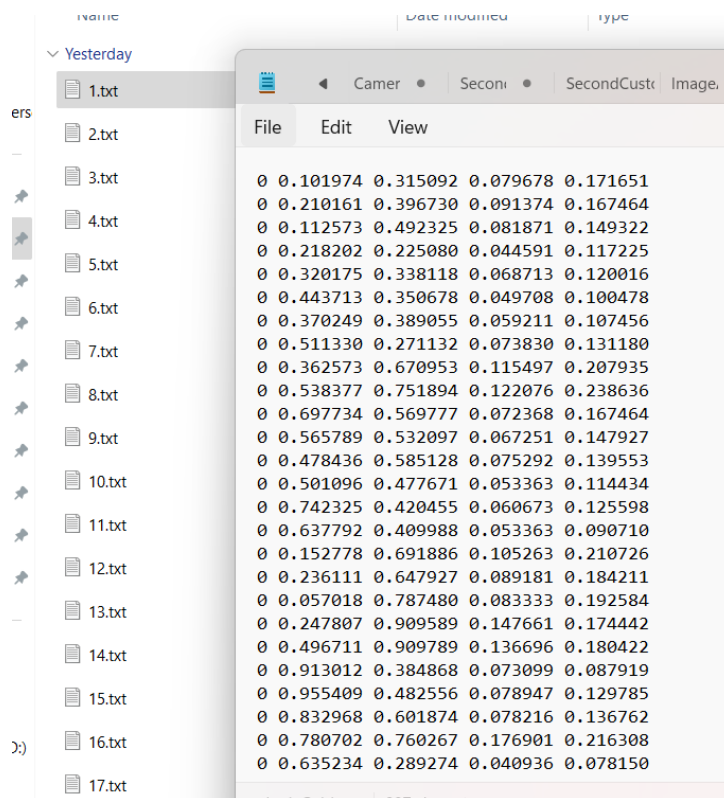 Name Date modified Type
Yesterday
1.txt
2.txt
3.txt
4.txt
5.txt
6.txt
7.txt
8.txt
9.txt
10.txt
11.txt
12.txt
13.txt
14.txt
15.txt
16.txt
17.txt
ers
D:)
Camer Secon SecondCusto Image.
File Edit View
0 0.101974 0.315092 0.079678 0.171651
0 0.210161 0.396730 0.091374 0.167464
0 0.112573 0.492325 0.081871 0.149322
0 0.218202 0.225080 0.044591 0.117225
0 0.320175 0.338118 0.068713 0.120016
0 0.443713 0.350678 0.049708 0.100478
0 0.370249 0.389055 0.059211 0.107456
0 0.511330 0.271132 0.073830 0.131180
0 0.362573 0.670953 0.115497 0.207935
0 0.538377 0.751894 0.122076 0.238636
0 0.697734 0.569777 0.072368 0.167464
0 0.565789 0.532097 0.067251 0.147927
0 0.478436 0.585128 0.075292 0.139553
0 0.501096 0.477671 0.053363 0.114434
0 0.742325 0.420455 0.060673 0.125598
0 0.637792 0.409988 0.053363 0.090710
0 0.152778 0.691886 0.105263 0.210726
0 0.236111 0.647927 0.089181 0.184211
0 0.057018 0.787480 0.083333 0.192584
0 0.247807 0.909589 0.147661 0.174442
0 0.496711 0.909789 0.136696 0.180422
0 0.913012 0.384868 0.073099 0.087919
0 0.955409 0.482556 0.078947 0.129785
0 0.832968 0.601874 0.078216 0.136762
0 0.780702 0.760267 0.176901 0.216308
0 0.635234 0.289274 0.040936 0.078150